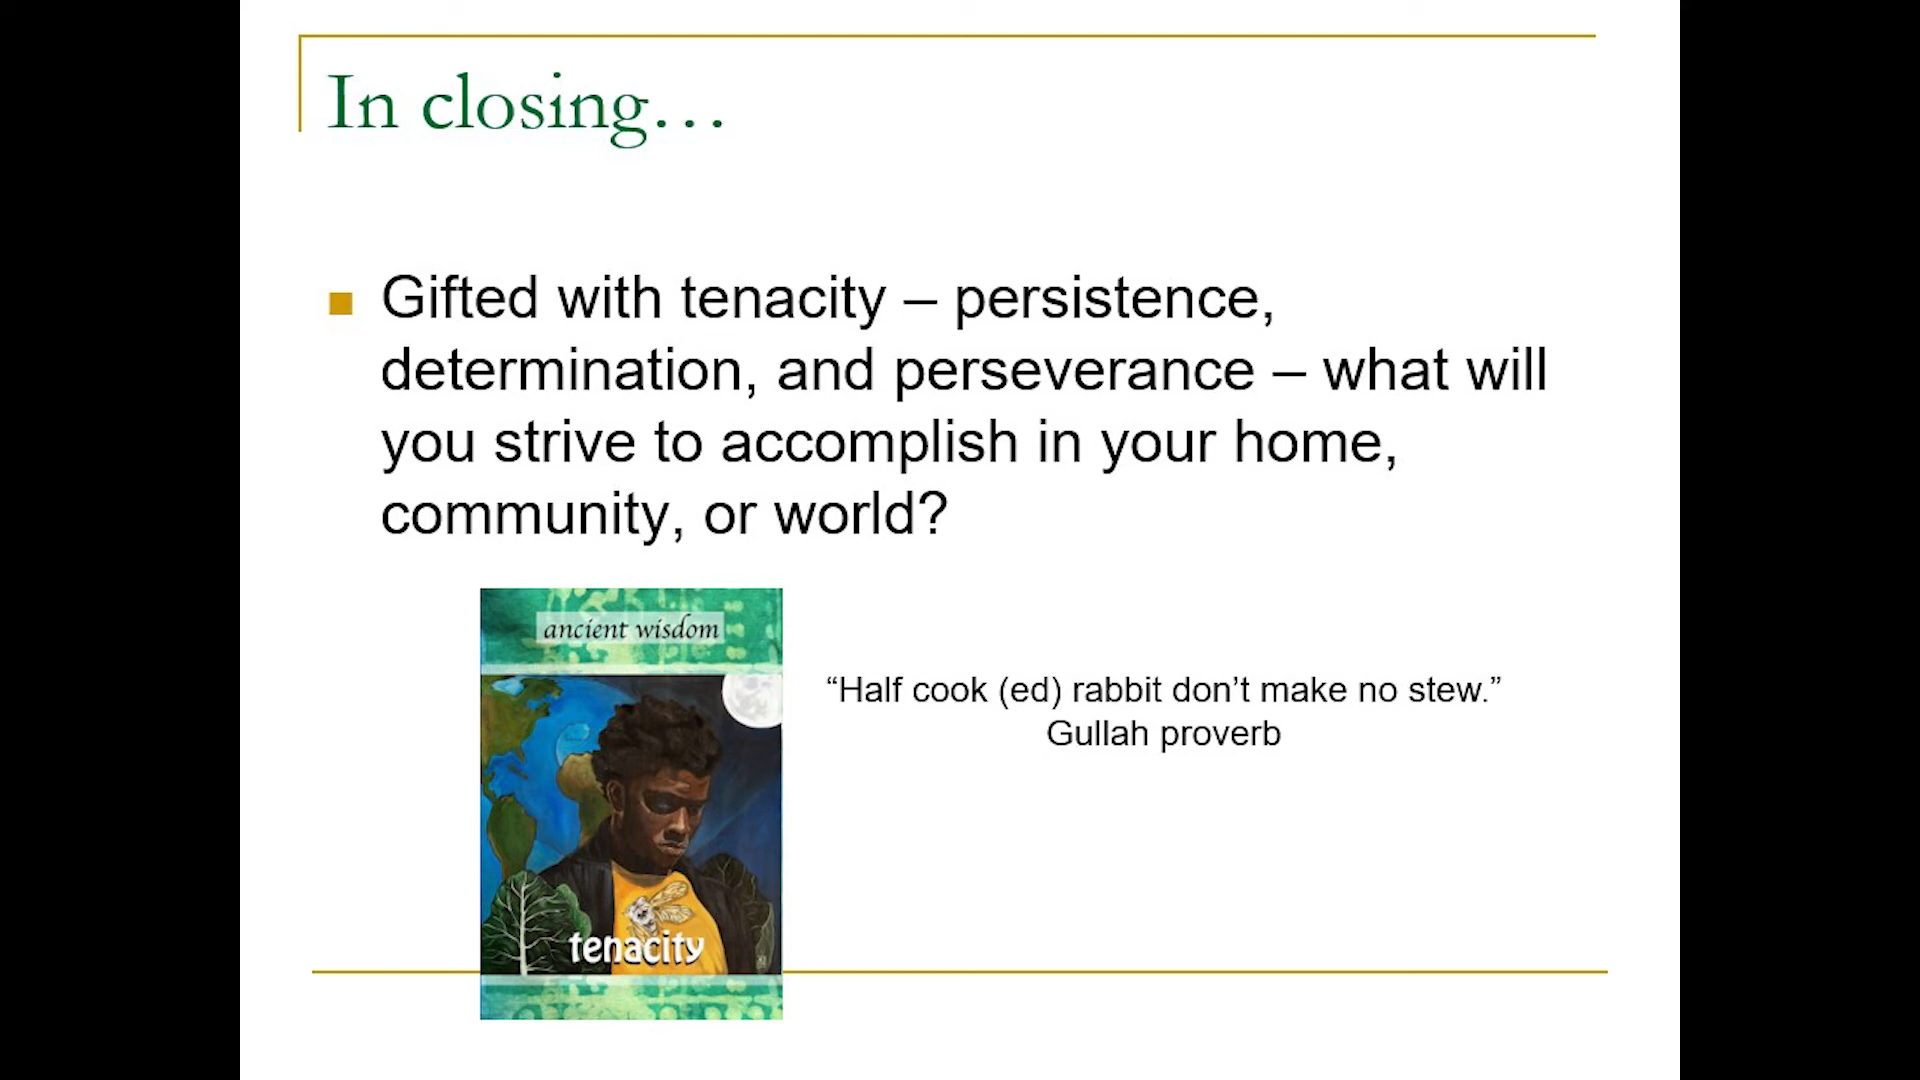 In closing…
Gifted with tenacity – persistence,
determination, and perseverance – what will
you strive to accomplish in your home,
community, or world?
ancient wisdom
tenacity
“Half cook (ed) rabbit don’t make no stew.”
Gullah proverb